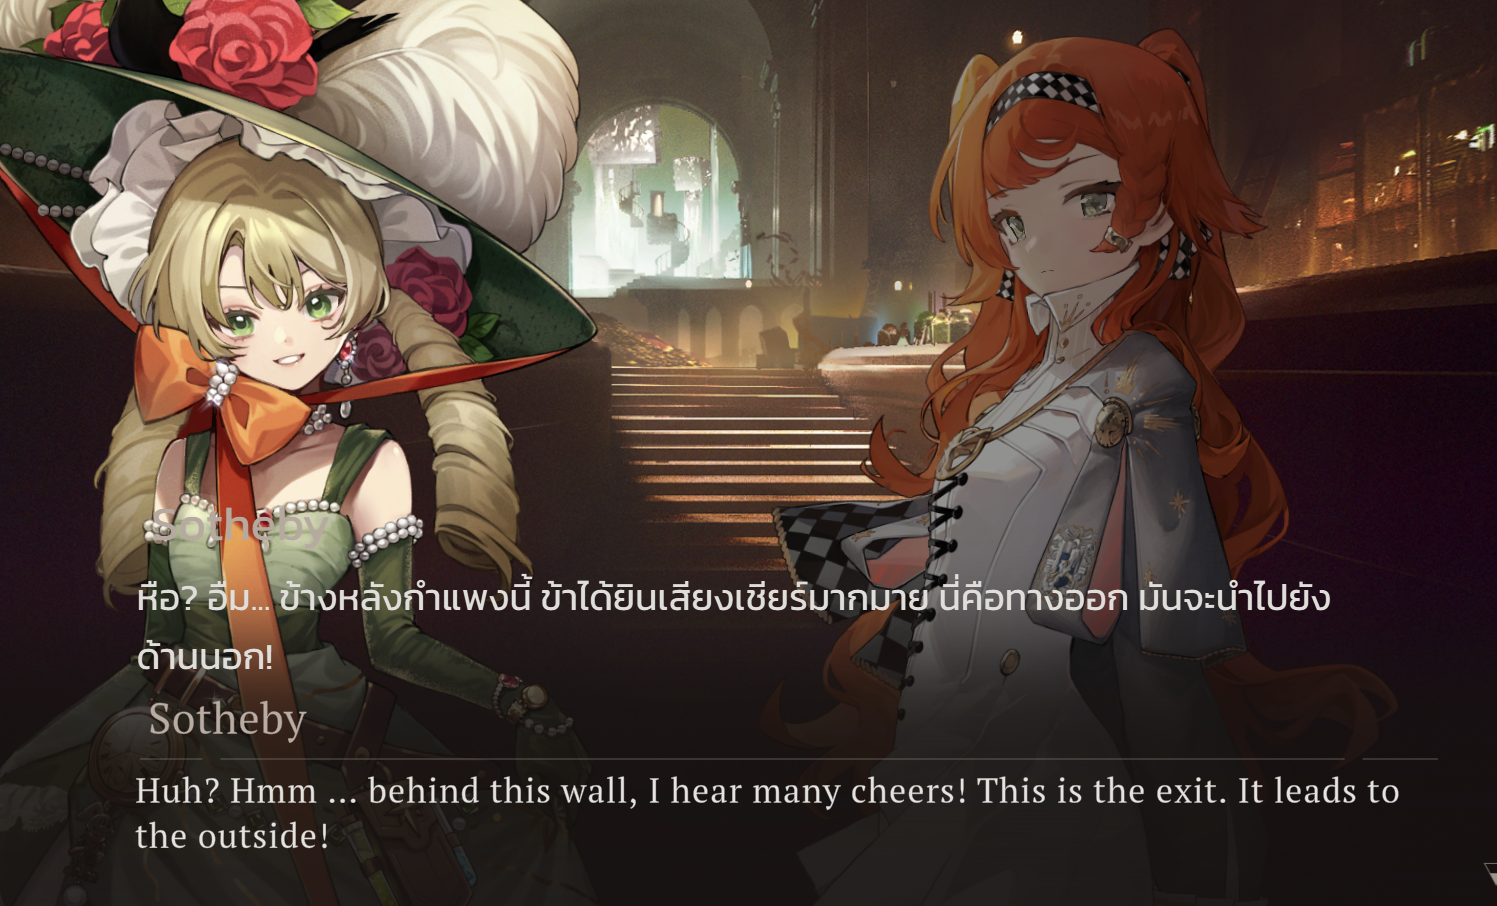 Sotheby
หือ? อืม... ข้างหลังกำแพงนี้ ข้าได้ยินเสียงเชียร์มากมาย นี่คือทางออก มันจะนำไปยัง
ด้านนอก!
Sotheby
Huh? Hmm ... behind this wall, I hear many cheers! This is the exit. It leads to
the outside!